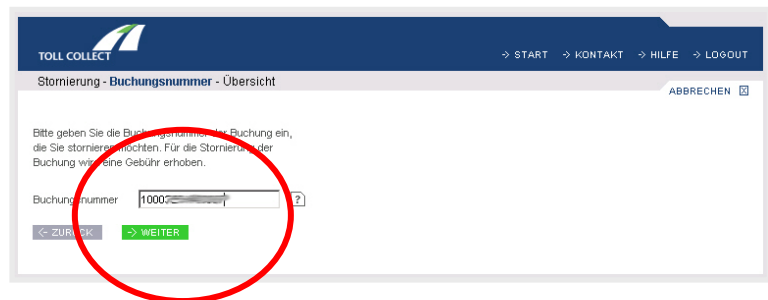 TOLL COLLECT
-> START -> KONTAKT -> HILFE -> LOGOUT
Stornierung - Buchungsnummer - Übersicht
ABBRECHEN
Bitte geben Sie die Buchungsnummer der Buchung ein,
die Sie stornieren möchten. Für die Stornierung der
Buchung wird eine Gebühr erhoben.
Buchungsnummer ?
<- ZURÜCK -> WEITER